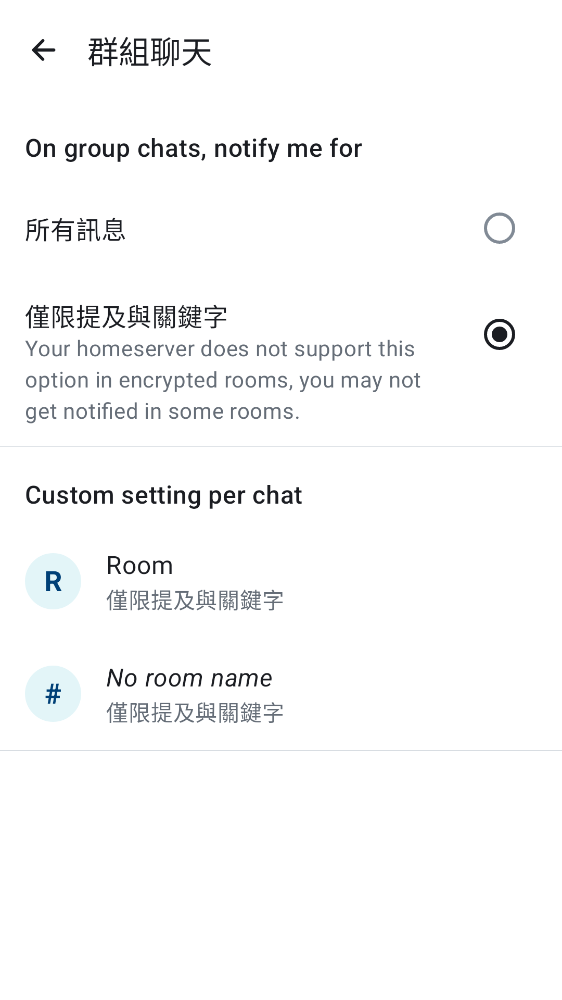 群組聊天
On group chats, notify me for
所有訊息
僅限提及與關鍵字
Your homeserver does not support this
option in encrypted rooms, you may not
get notified in some rooms.
Custom setting per chat
R
Room
僅限提及與關鍵字
#
No room name
僅限提及與關鍵字